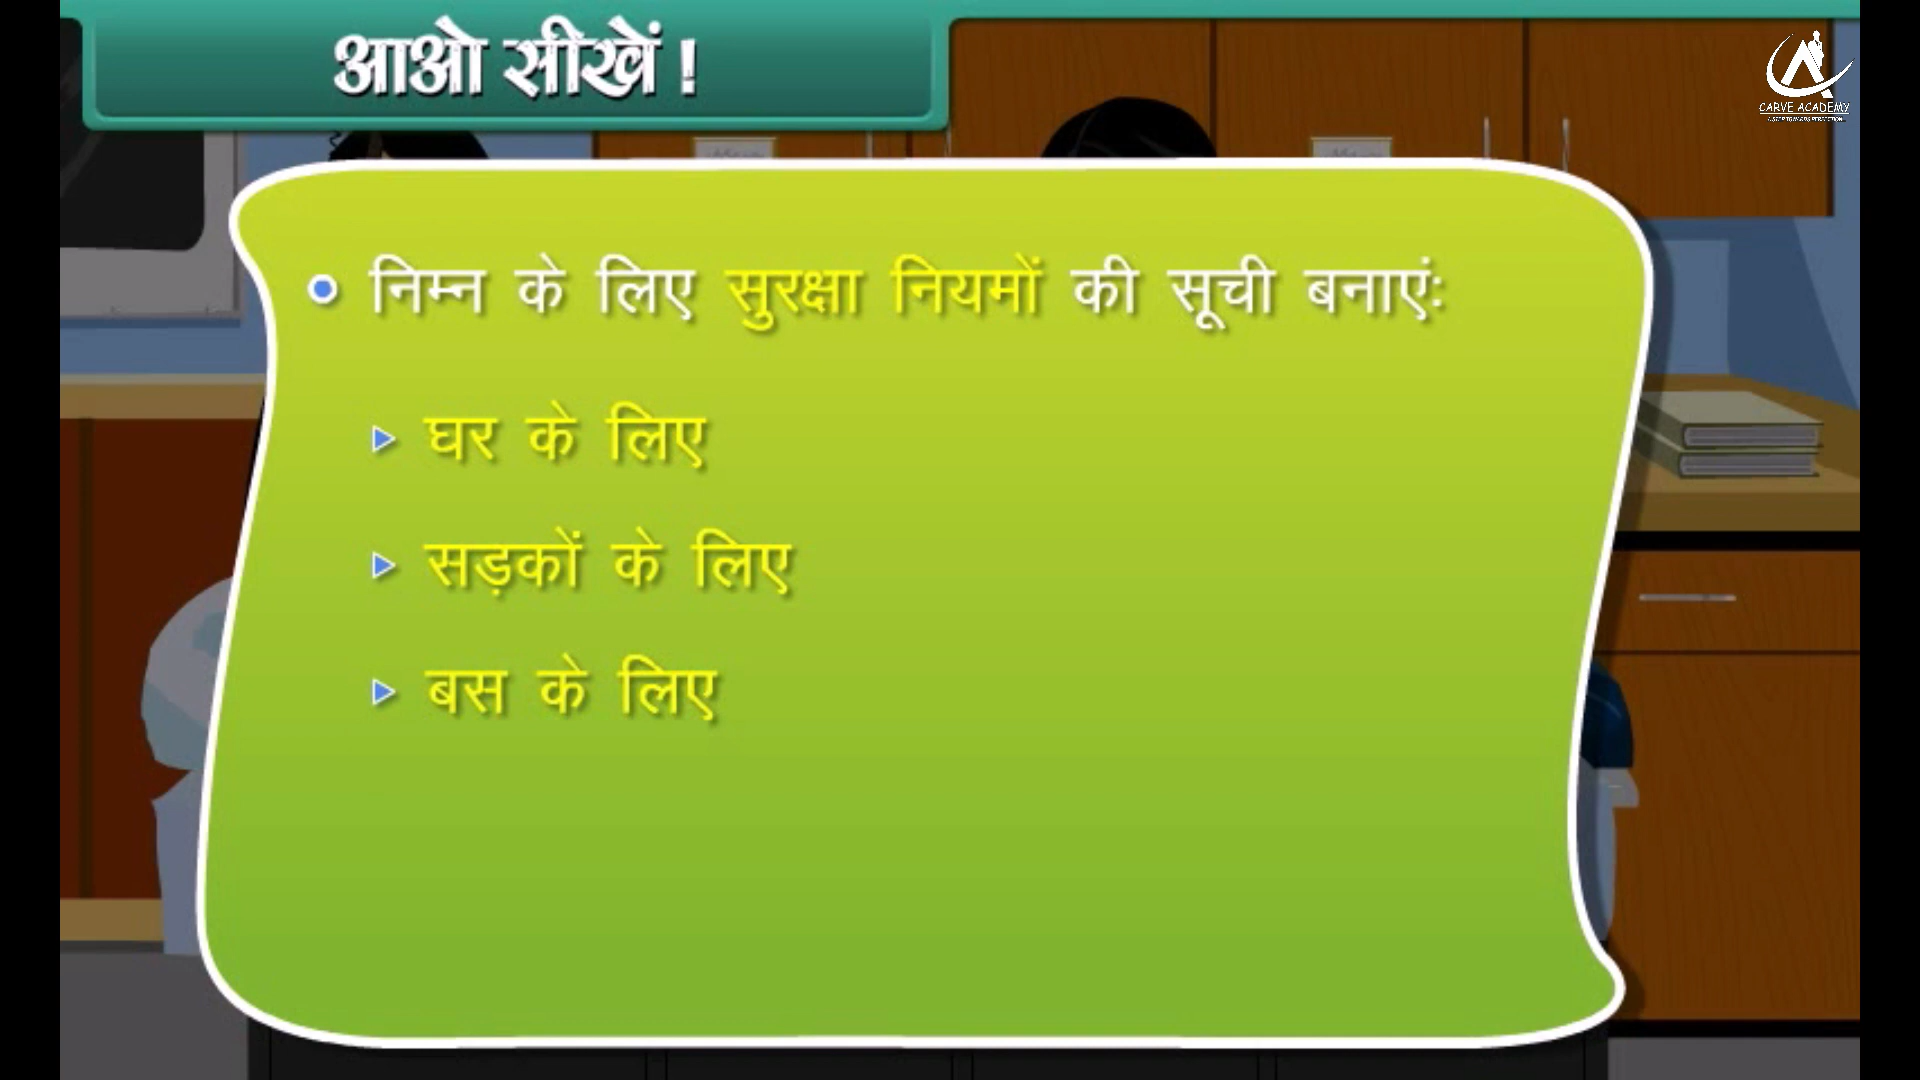 आओ सीखें !
CARVE ACADEMY
निम्न के लिए सुरक्षा नियमों की सूची बनाएं:
घर के लिए
सड़कों के लिए
बस के लिए